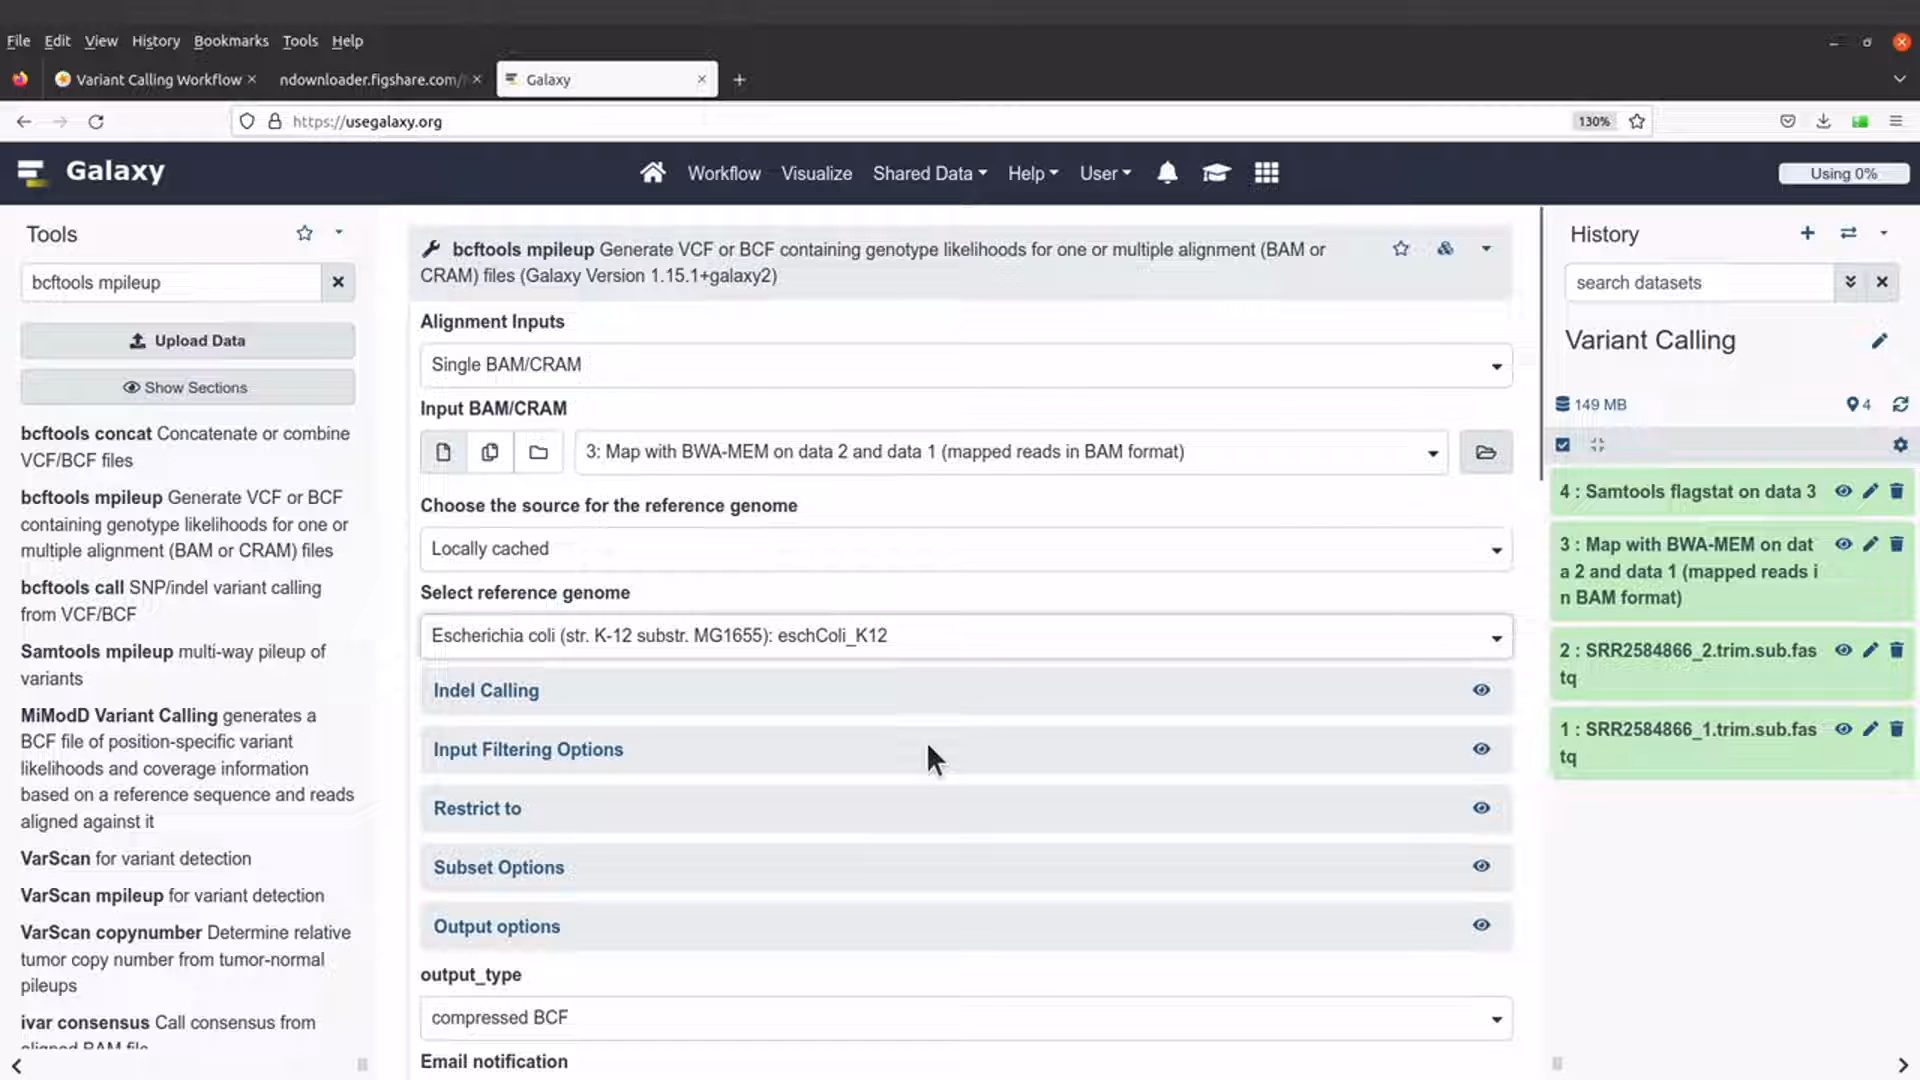 File Edit View History Bookmarks Tools Help
Variant Calling Workflow
ndownloader.figshare.com/
Galaxy
https://usegalaxy.org
130%
Galaxy
Workflow Visualize Shared Data Help User
Using 0%
Tools
bcftools mpileup
Upload Data
Show Sections
bcftools concat Concatenate or combine
VCF/BCF files
bcftools mpileup Generate VCF or BCF
containing genotype likelihoods for one or
multiple alignment (BAM or CRAM) files
bcftools call SNP/indel variant calling
from VCF/BCF
Samtools mpileup multi-way pileup of
variants
MiModD Variant Calling generates a
BCF file of position-specific variant
likelihoods and coverage information
based on a reference sequence and reads
aligned against it
VarScan for variant detection
VarScan mpileup for variant detection
VarScan copynumber Determine relative
tumor copy number from tumor-normal
pileups
ivar consensus Call consensus from
aligned BAM file
bcftools mpileup Generate VCF or BCF containing genotype likelihoods for one or multiple alignment (BAM or
CRAM) files (Galaxy Version 1.15.1+galaxy2)
Alignment Inputs
Single BAM/CRAM
Input BAM/CRAM
3: Map with BWA-MEM on data 2 and data 1 (mapped reads in BAM format)
Choose the source for the reference genome
Locally cached
Select reference genome
Escherichia coli (str. K-12 substr. MG1655): eschColi_K12
Indel Calling
Input Filtering Options
Restrict to
Subset Options
Output options
output_type
compressed BCF
Email notification
History
search datasets
Variant Calling
149 MB
4
4 : Samtools flagstat on data 3
3 : Map with BWA-MEM on dat
a 2 and data 1 (mapped reads i
n BAM format)
2 : SRR2584866_2.trim.sub.fas
tq
1 : SRR2584866_1.trim.sub.fas
tq